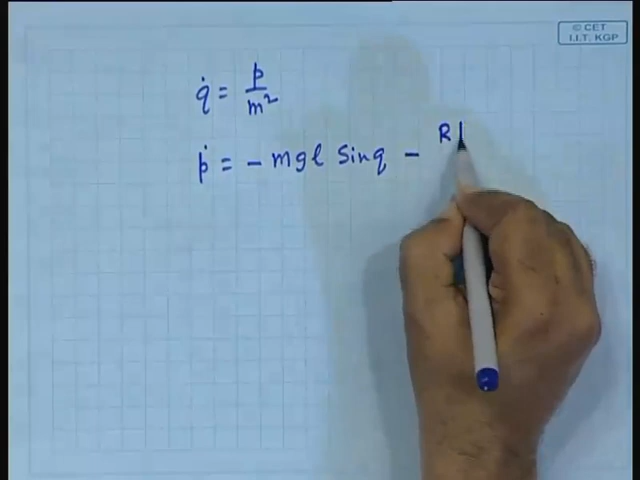 © CET
I.I.T. KGP
q̇ = p/m²
ṗ = - mgl Sinq - R